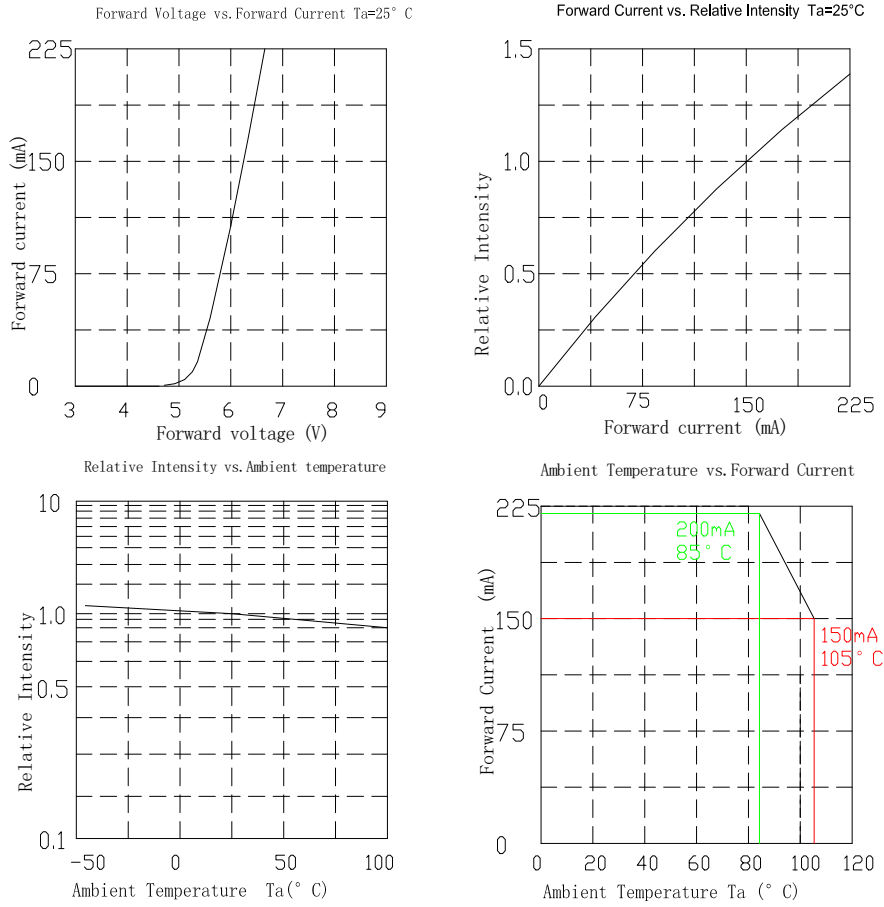 Forward Voltage vs.Forward Current Ta=25° C
225
150
75
0
Forward current (mA)
3 4 5 6 7 8 9
Forward voltage (V)
Forward Current vs. Relative Intensity Ta=25°C
1.5
1.0
0.5
0.0
Relative Intensity
0 75 150 225
Forward current (mA)
Relative Intensity vs.Ambient temperature
10
1.0
0.5
0.1
Relative Intensity
-50 0 50 100
Ambient Temperature Ta(° C)
Ambient Temperature vs.Forward Current
225
150
75
0
Forward Current (mA)
200mA
85° C
150mA
105° C
0 20 40 60 80 100 120
Ambient Temperature Ta (° C)